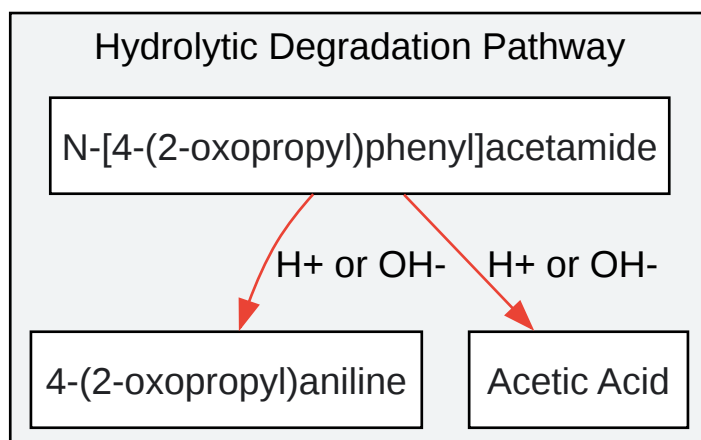 Hydrolytic Degradation Pathway
N-[4-(2-oxopropyl)phenyl]acetamide
H+ or OH-
H+ or OH-
4-(2-oxopropyl)aniline
Acetic Acid